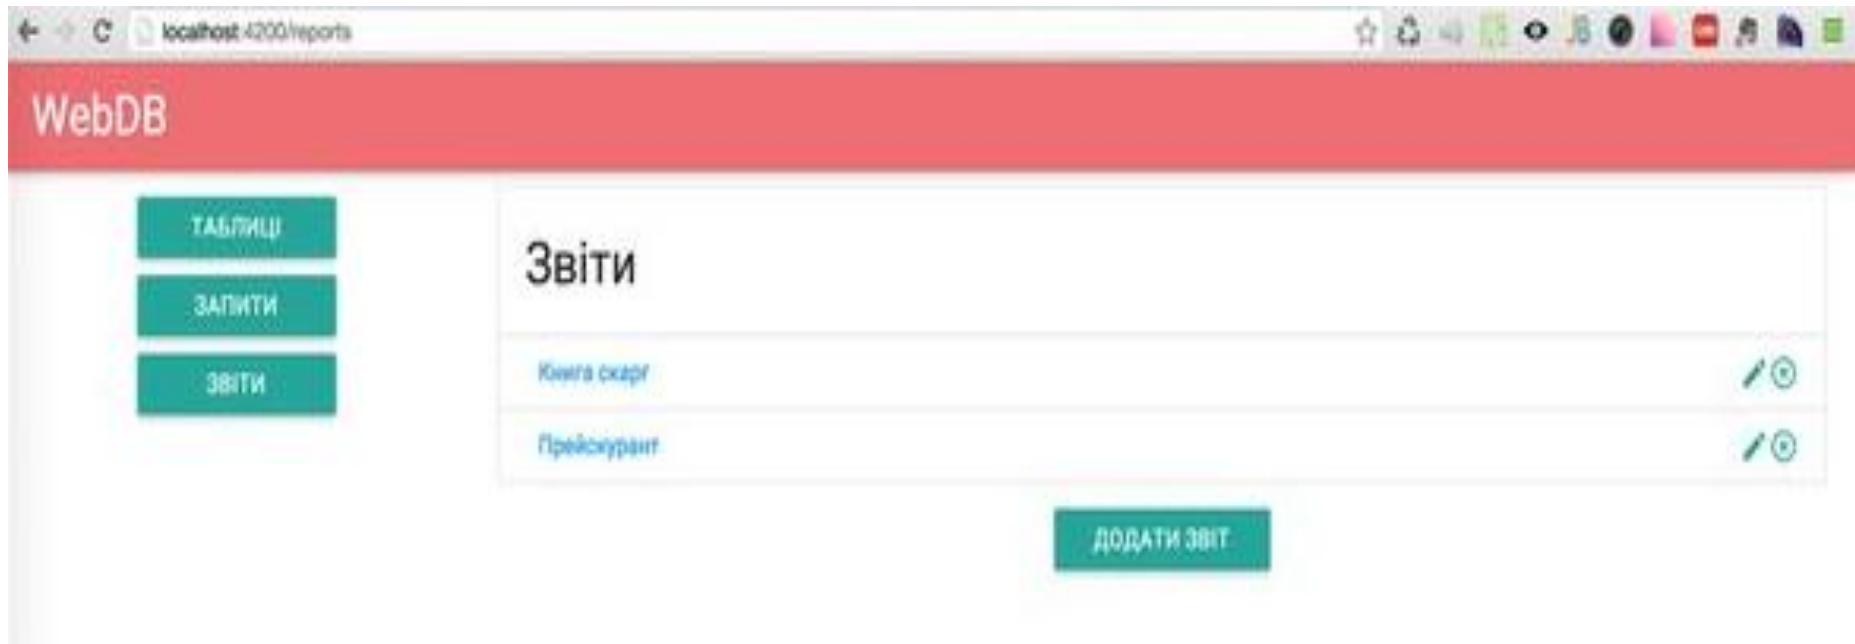 localhost:4200/reports
WebDB
ТАБЛИЦІ
ЗАПИТИ
ЗВІТИ
Звіти
Книга скарг
Прейскурант
ДОДАТИ ЗВІТ